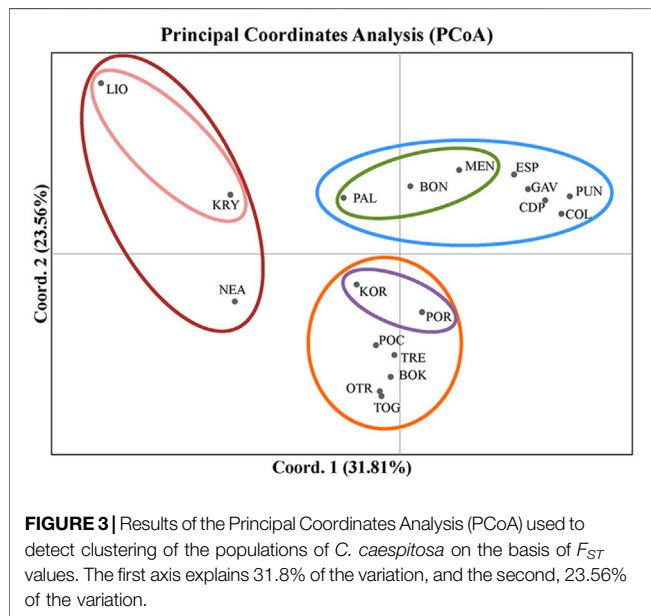 Principal Coordinates Analysis (PCoA)
LIO
MEN
ESP
KRY
PAL
BON
GAV
PUN
CDP
COL
Coord. 2 (23.56%)
NEA
KOR
POR
POC
TRE
BOK
OTR
TOG
Coord. 1 (31.81%)
FIGURE 3 | Results of the Principal Coordinates Analysis (PCoA) used to
detect clustering of the populations of C. caespitosa on the basis of FST
values. The first axis explains 31.8% of the variation, and the second, 23.56%
of the variation.